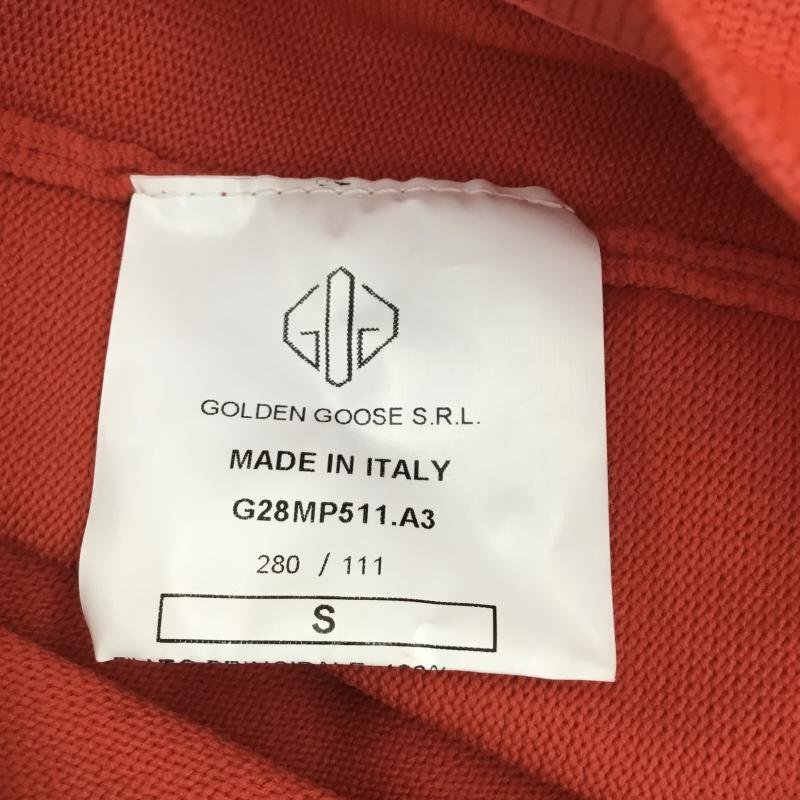 GOLDEN GOOSE S.R.L.
MADE IN ITALY
G28MP511.A3
280 / 111
S